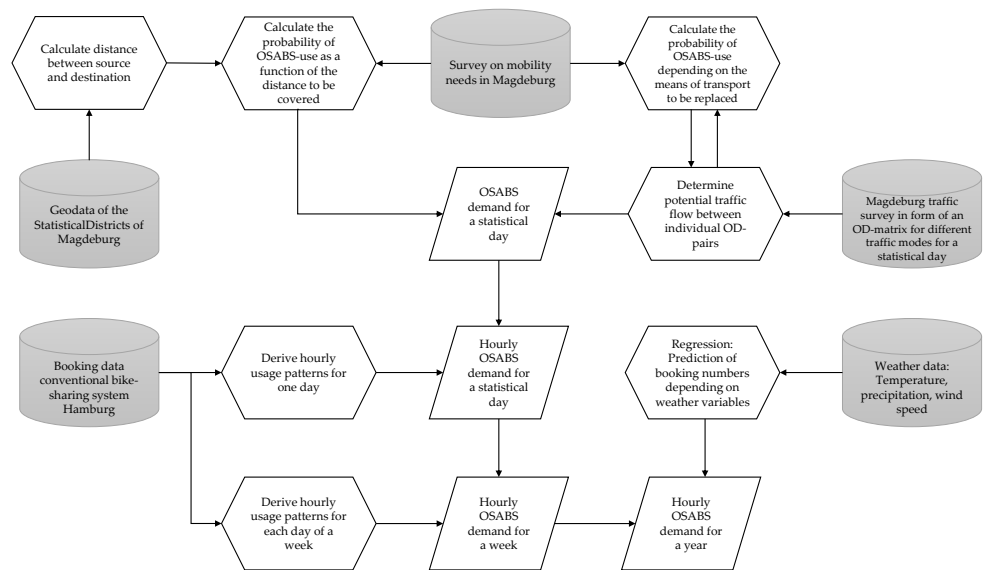 Calculate distance
between source
and destination
Calculate the
probability of
OSABS-use as a
function of the
distance to be
covered
Survey on mobility
needs in Magdeburg
Calculate the
probability of
OSABS-use
depending on the
means of transport
to be replaced
Geodata of the
StatisticalDistricts of
Magdeburg
OSABS
demand for
a statistical
day
Determine
potential traffic
flow between
individual OD-
pairs
Magdeburg traffic
survey in form of an
OD-matrix for different
traffic modes for a
statistical day
Booking data
conventional bike-
sharing system
Hamburg
Derive hourly
usage patterns for
one day
Hourly
OSABS
demand for
a statistical
day
Regression:
Prediction of
booking numbers
depending on
weather variables
Weather data:
Temperature,
precipitation, wind
speed
Derive hourly
usage patterns for
each day of a
week
Hourly
OSABS
demand for
a week
Hourly
OSABS
demand for
a year